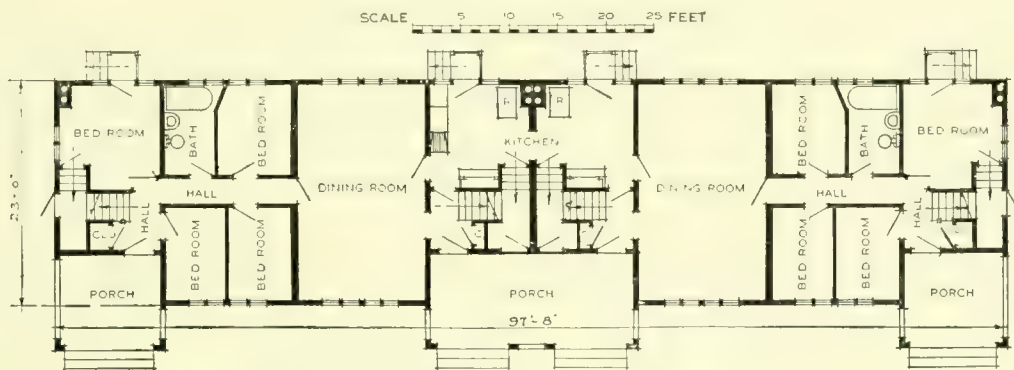 SCALE 5 10 15 20 25 FEET
BED ROOM
BATH
BED ROOM
DINING ROOM
R
R
KITCHEN
DINING ROOM
BED ROOM
BATH
BED ROOM
HALL
HALL
CLO
BED ROOM
BED ROOM
HALL
HALL
BED ROOM
BED ROOM
C
C
C
23'-6"
PORCH
PORCH
PORCH
97'-8"